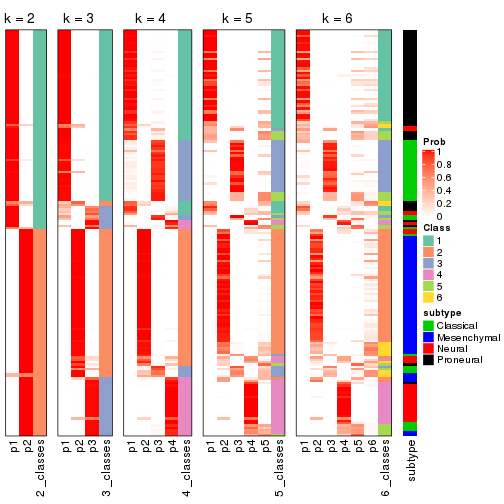 k = 2 k = 3 k = 4 k = 5 k = 6
Prob
1
0.8
0.6
0.4
0.2
0
Class
1
2
3
4
5
6
subtype
Classical
Mesenchymal
Neural
Proneural
p1 p2 2_classes p1 p2 p3 3_classes p1 p2 p3 p4 4_classes p1 p2 p3 p4 p5 5_classes p1 p2 p3 p4 p5 p6 6_classes subtype